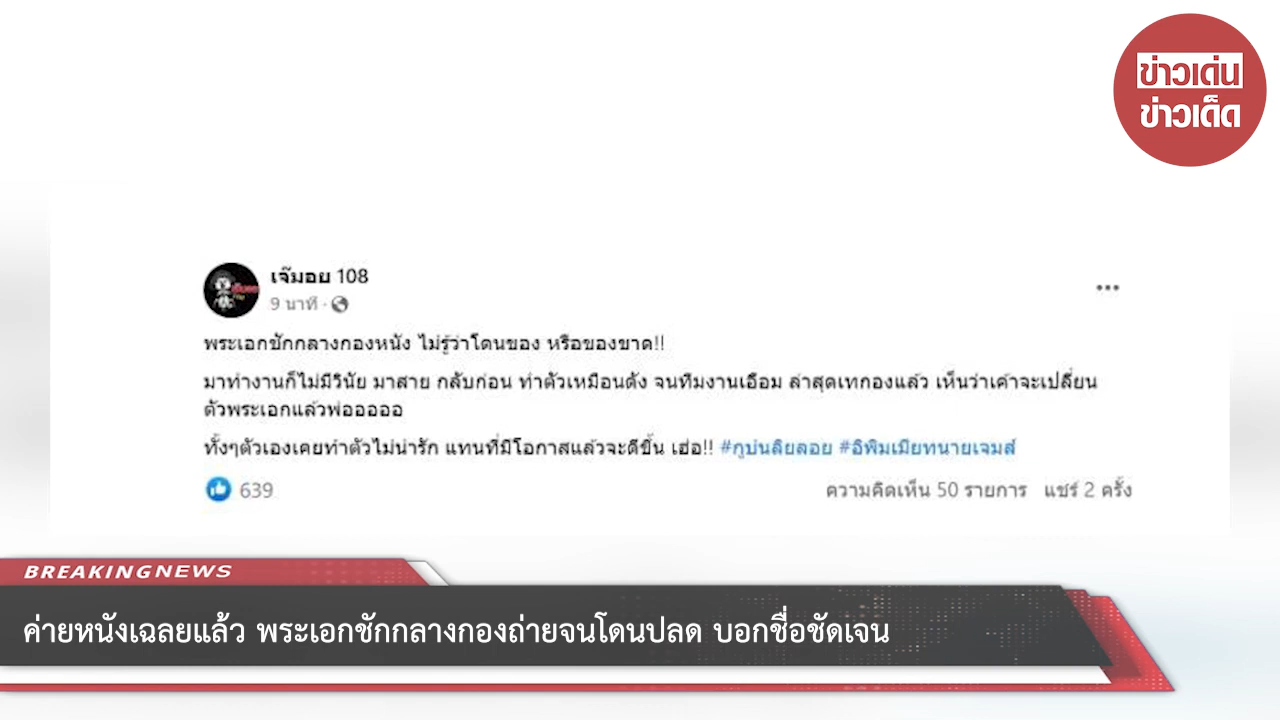 ข่าวเด่น
ข่าวเด็ด
เจ๊มอย 108
9 นาที ·
พระเอกชักกลางกองหนัง ไม่รู้ว่าโดนของ หรือของขาด!!
มาทำงานก็ไม่มีวินัย มาสาย กลับก่อน ทำตัวเหมือนดัง จนทีมงานเอือม ล่าสุดเทกองแล้ว เห็นว่าเค้าจะเปลี่ยน
ตัวพระเอกแล้วพ่อออออ
ทั้งๆตัวเองเคยทำตัวไม่น่ารัก แทนที่มีโอกาสแล้วจะดีขึ้น เฮ่อ!! #กูบ่นลิยลอย #อิพิมเมียทนายเจมส์
639
ความคิดเห็น 50 รายการ แชร์ 2 ครั้ง
BREAKINGNEWS
ค่ายหนังเฉลยแล้ว พระเอกชักกลางกองถ่ายจนโดนปลด บอกชื่อชัดเจน